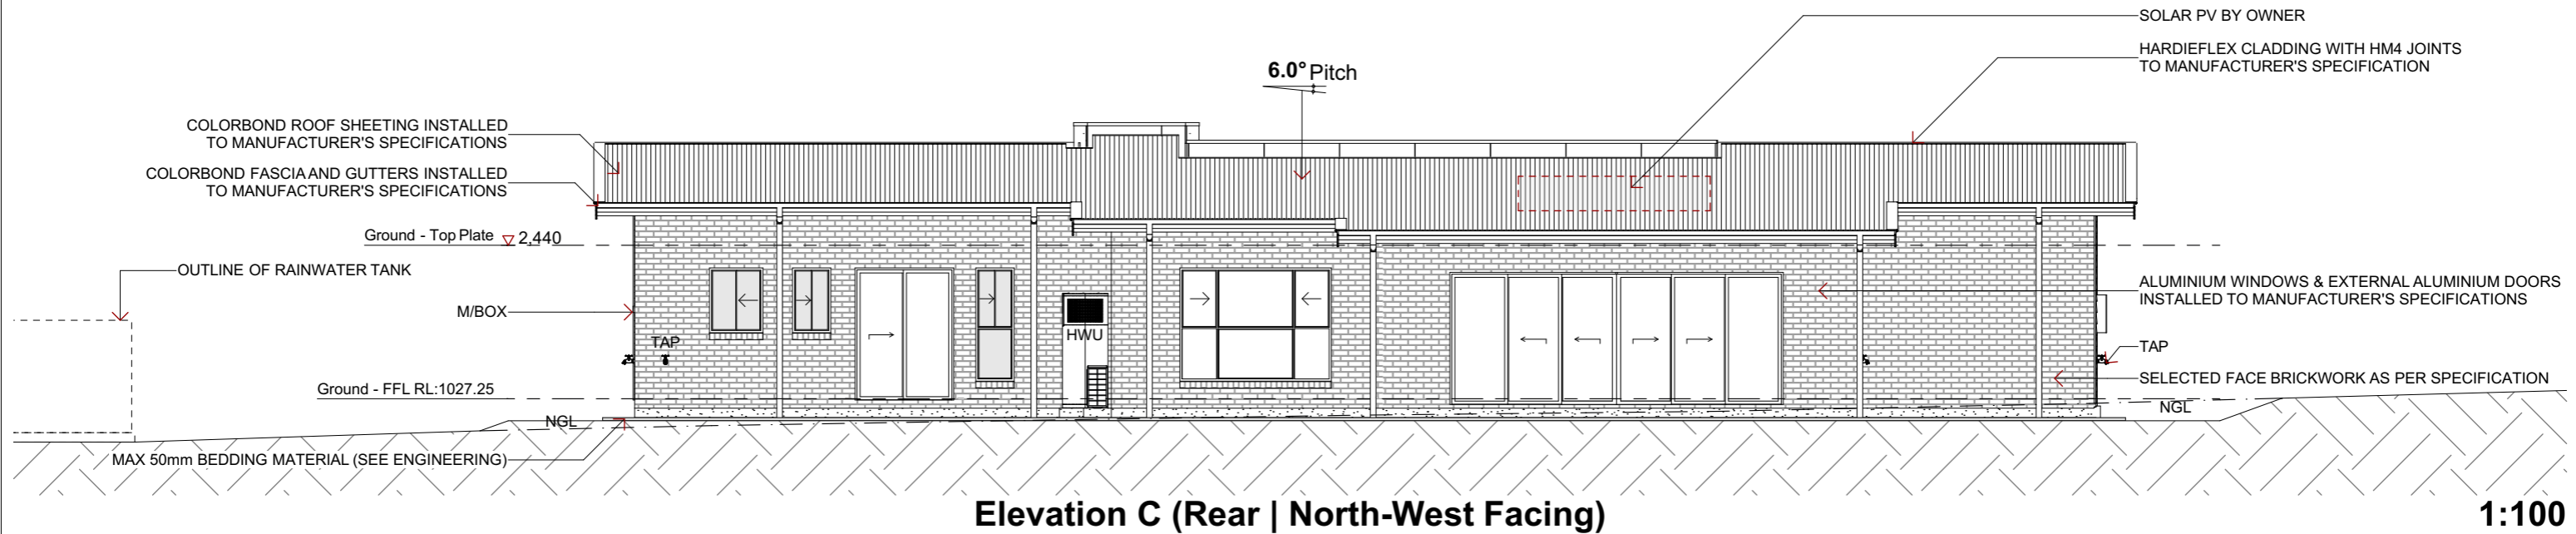 SOLAR PV BY OWNER
HARDIEFLEX CLADDING WITH HM4 JOINTS
TO MANUFACTURER'S SPECIFICATION
6.0° Pitch
COLORBOND ROOF SHEETING INSTALLED
TO MANUFACTURER'S SPECIFICATIONS
COLORBOND FASCIA AND GUTTERS INSTALLED
TO MANUFACTURER'S SPECIFICATIONS
Ground - Top Plate 2,440
OUTLINE OF RAINWATER TANK
ALUMINIUM WINDOWS & EXTERNAL ALUMINIUM DOORS
INSTALLED TO MANUFACTURER'S SPECIFICATIONS
M/BOX
HWU
TAP
TAP
SELECTED FACE BRICKWORK AS PER SPECIFICATION
Ground - FFL RL:1027.25
NGL
NGL
MAX 50mm BEDDING MATERIAL (SEE ENGINEERING)
Elevation C (Rear | North-West Facing)
1:100